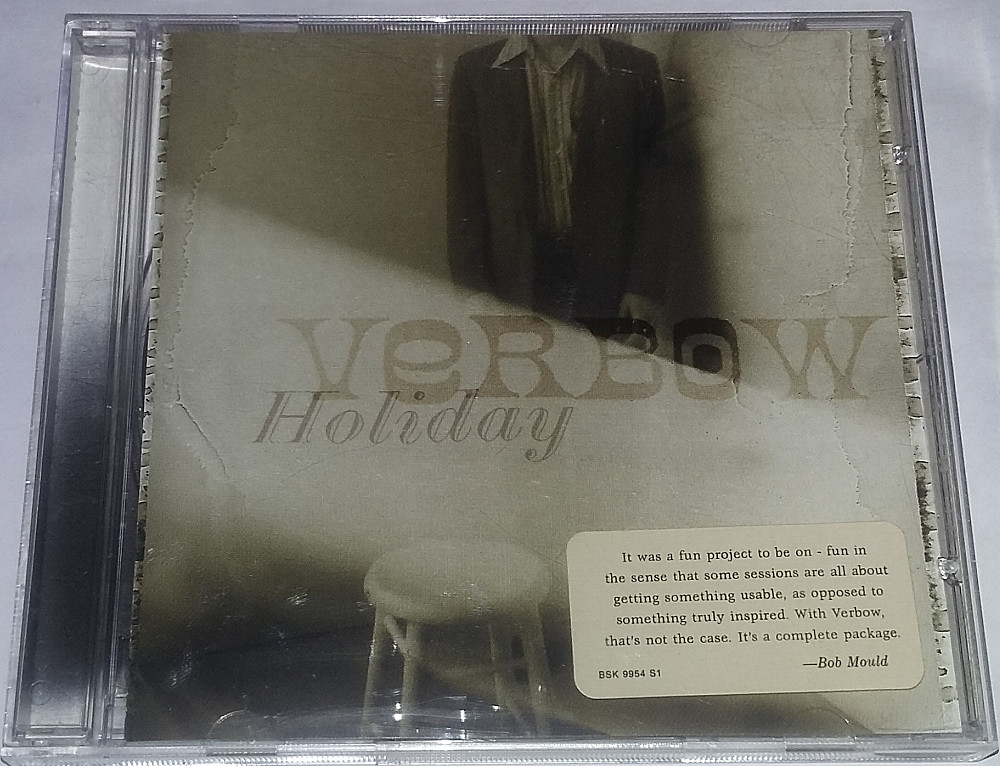 VeRBOW
Holiday
It was a fun project to be on - fun in
the sense that some sessions are all about
getting something usable, as opposed to
something truly inspired. With Verbow,
that's not the case. It's a complete package.
—Bob Mould
BSK 9954 S1